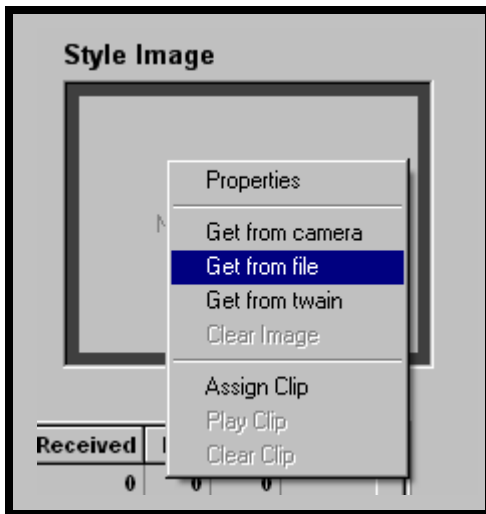 Style Image
Properties
Get from camera
Get from file
Get from twain
Clear Image
Assign Clip
Play Clip
Clear Clip
Received
0 0 0